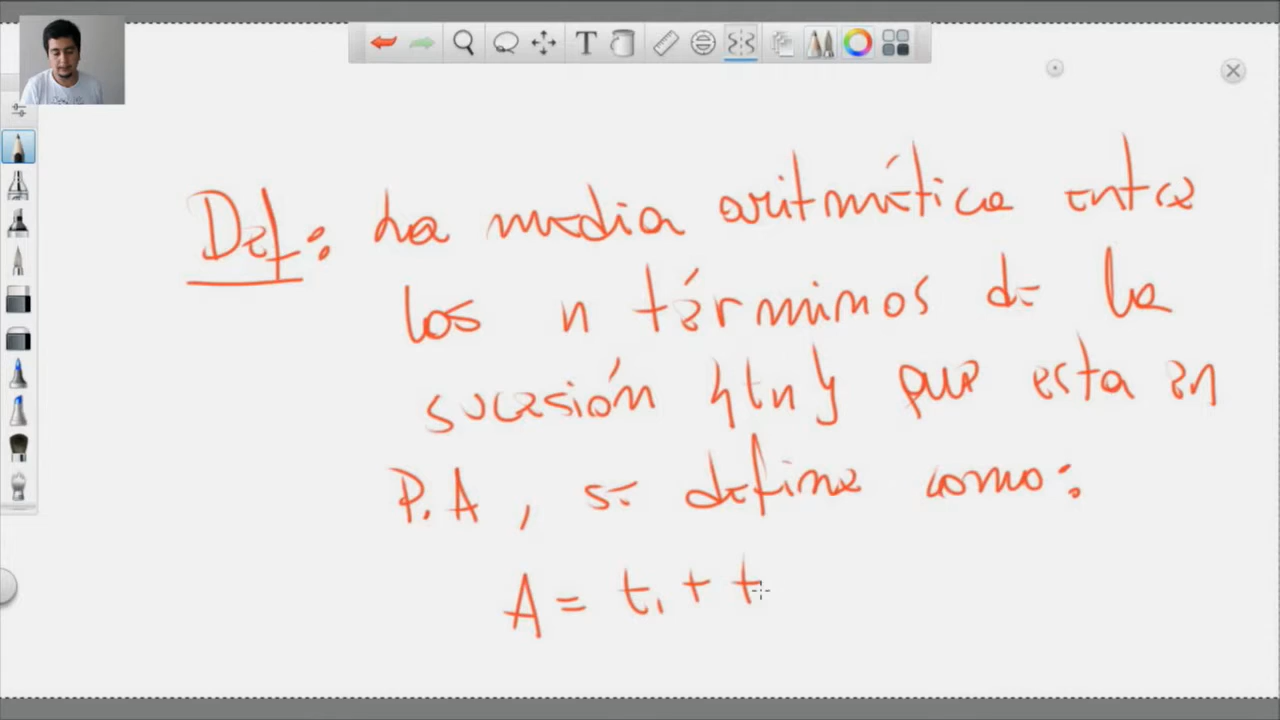 Def: La media aritmética entre
los n términos de la
sucesión {tn} que esta en
P.A, se define como:
A = t1 + t